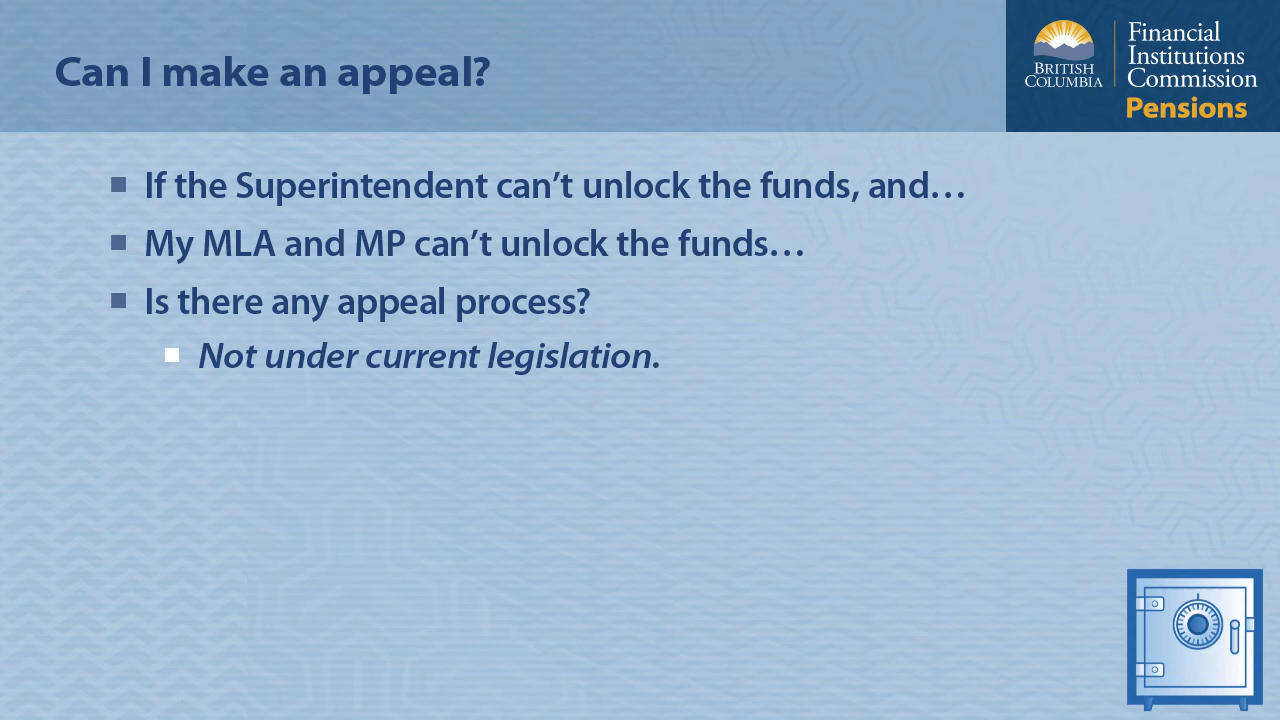 Can I make an appeal?
BRITISH
COLUMBIA
Financial
Institutions
Commission
Pensions
If the Superintendent can’t unlock the funds, and…
My MLA and MP can’t unlock the funds…
Is there any appeal process?
Not under current legislation.